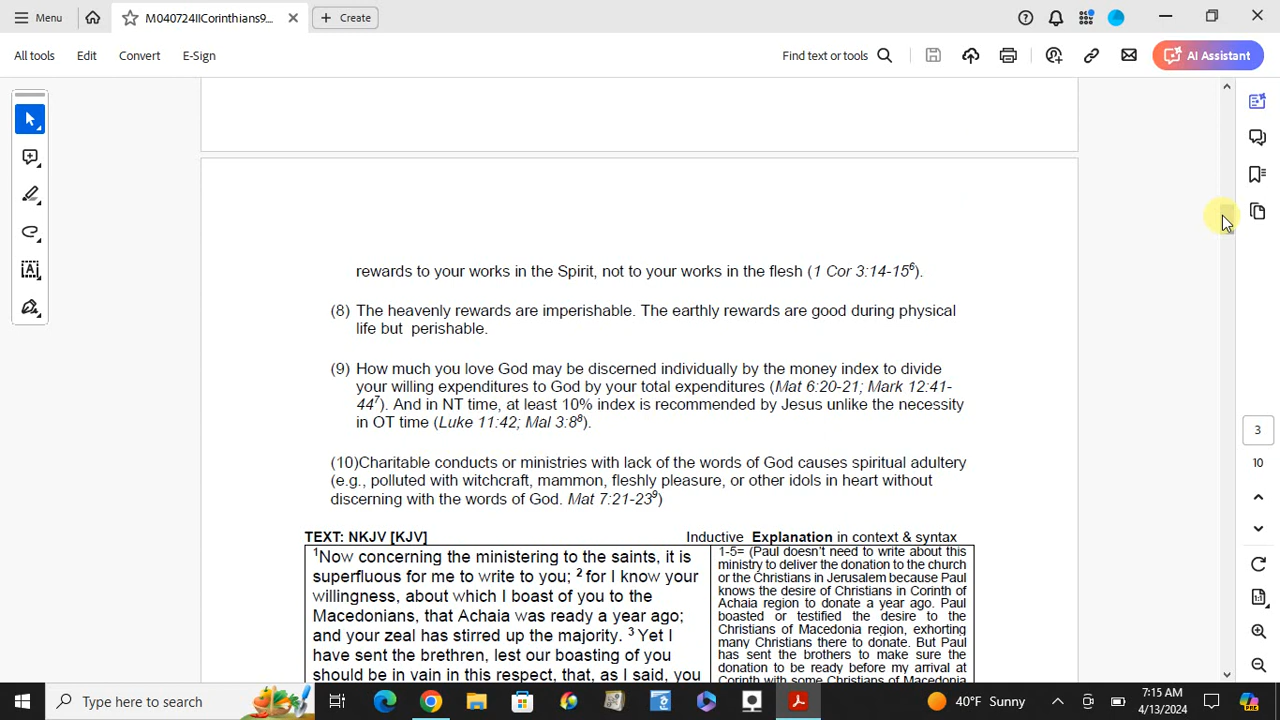 Menu
M040724IICorinthians9...
Create
All tools
Edit
Convert
E-Sign
Find text or tools
AI Assistant
rewards to your works in the Spirit, not to your works in the flesh (1 Cor 3:14-15⁶).
(8) The heavenly rewards are imperishable. The earthly rewards are good during physical
life but perishable.
(9) How much you love God may be discerned individually by the money index to divide
your willing expenditures to God by your total expenditures (Mat 6:20-21; Mark 12:41-
44⁷). And in NT time, at least 10% index is recommended by Jesus unlike the necessity
in OT time (Luke 11:42; Mal 3:8⁸).
(10)Charitable conducts or ministries with lack of the words of God causes spiritual adultery
(e.g., polluted with witchcraft, mammon, fleshly pleasure, or other idols in heart without
discerning with the words of God. Mat 7:21-23⁹)
TEXT: NKJV [KJV]
Inductive Explanation in context & syntax
¹Now concerning the ministering to the saints, it is
superfluous for me to write to you; ² for I know your
willingness, about which I boast of you to the
Macedonians, that Achaia was ready a year ago;
and your zeal has stirred up the majority. ³ Yet I
have sent the brethren, lest our boasting of you
should be in vain in this respect, that, as I said, you
1-5= (Paul doesn't need to write about this
ministry to deliver the donation to the church
or the Christians in Jerusalem because Paul
knows the desire of Christians in Corinth of
Achaia region to donate a year ago. Paul
boasted or testified the desire to the
Christians of Macedonia region, exhorting
many Christians there to donate. But Paul
has sent the brothers to make sure the
donation to be ready before my arrival at
Corinth with some Christians of Macedonia
3
10
Type here to search
40°F Sunny
7:15 AM
4/13/2024